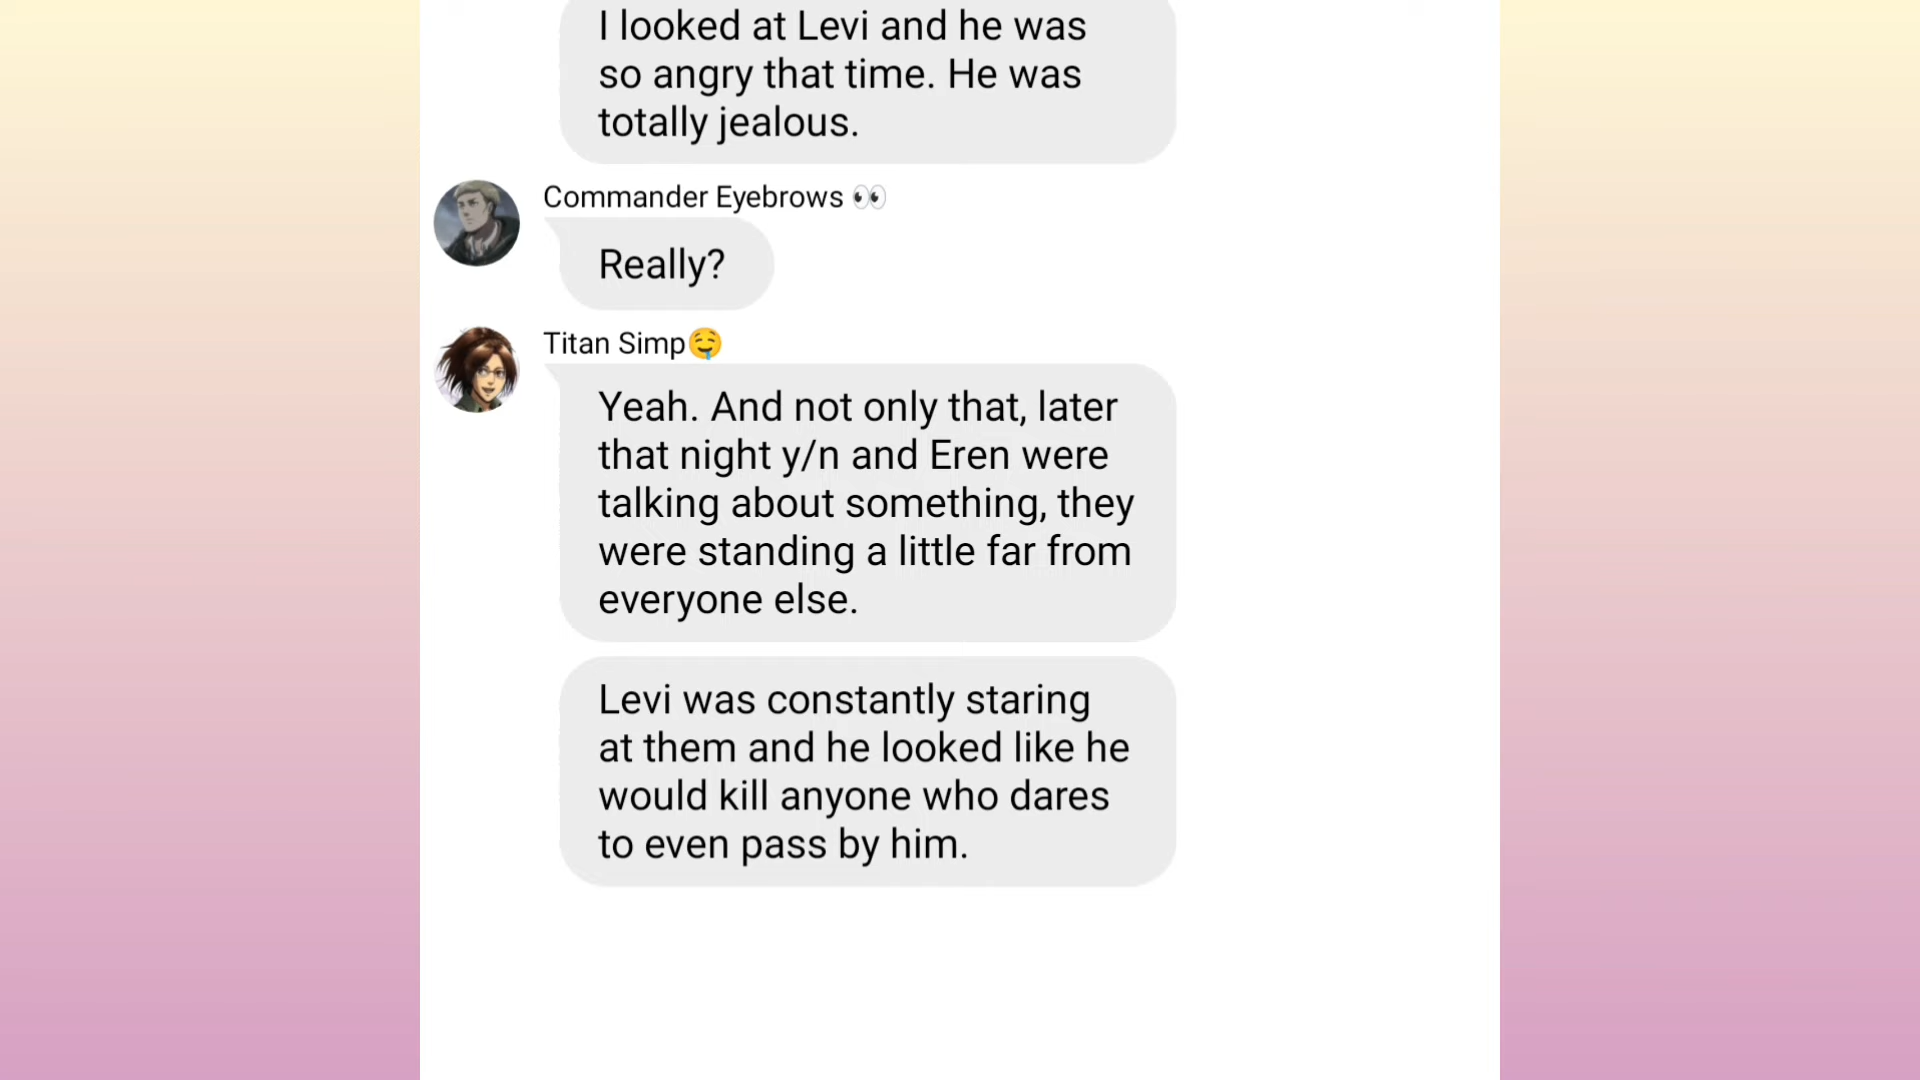 I looked at Levi and he was
so angry that time. He was
totally jealous.
Commander Eyebrows 👀
Really?
Titan Simp🤤
Yeah. And not only that, later
that night y/n and Eren were
talking about something, they
were standing a little far from
everyone else.
Levi was constantly staring
at them and he looked like he
would kill anyone who dares
to even pass by him.